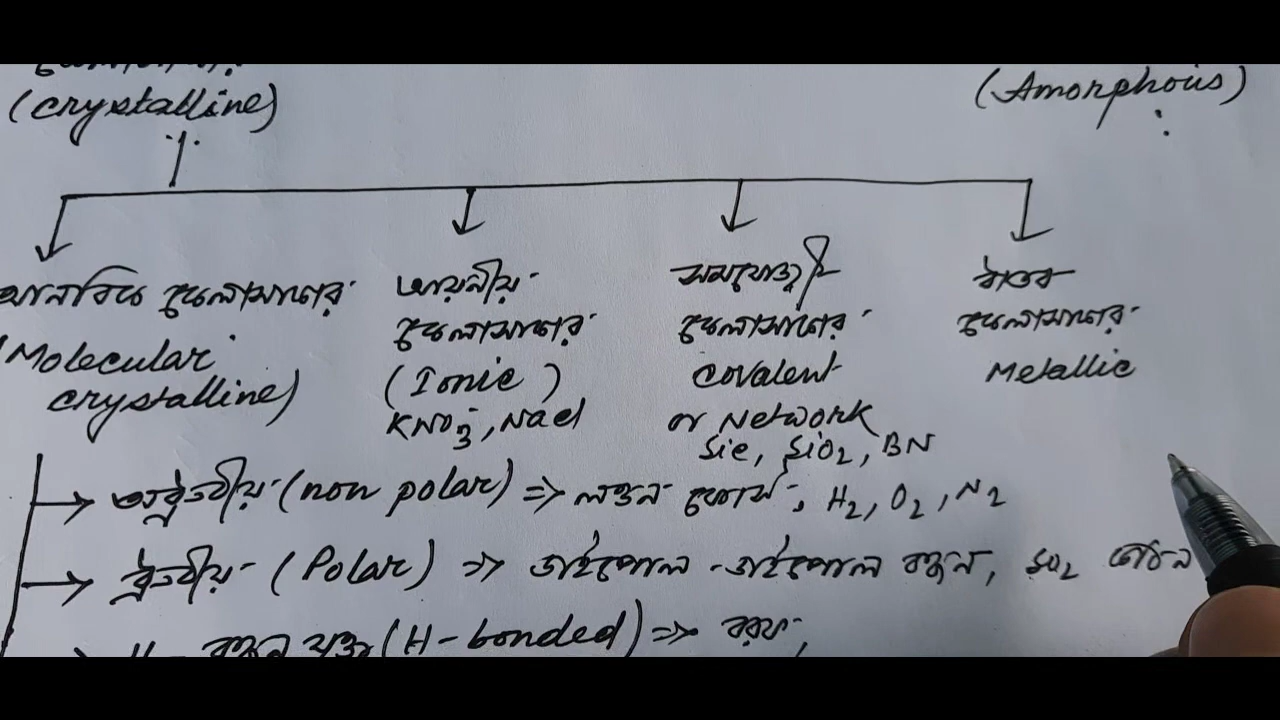 (crystalline)
(Amorphous)
আনবিক কেলাসাকার
(Molecular
crystalline)
আয়নীয়
কেলাসাকার
(Ionic)
KNO3, Nacl
সমযোজী
কেলাসাকার
Covalent
or Network
Sic, SiO2, BN
ধাতব
কেলাসাকার
Metallic
অধ্রুবীয় (non polar) => লন্ডন ফোর্স, H2, O2, N2
ধ্রুবীয় (Polar) => ডাইপোল - ডাইপোল বন্ধন, SO2
H - বন্ধন যুক্ত (H-bonded) => বরফ,